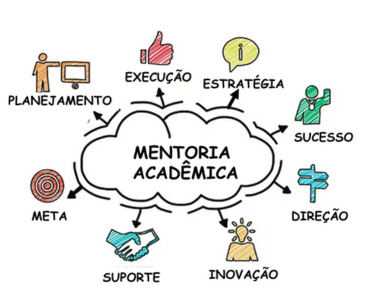 EXECUÇÃO
ESTRATÉGIA
PLANEJAMENTO
SUCESSO
MENTORIA
ACADÊMICA
META
DIREÇÃO
SUPORTE
INOVAÇÃO